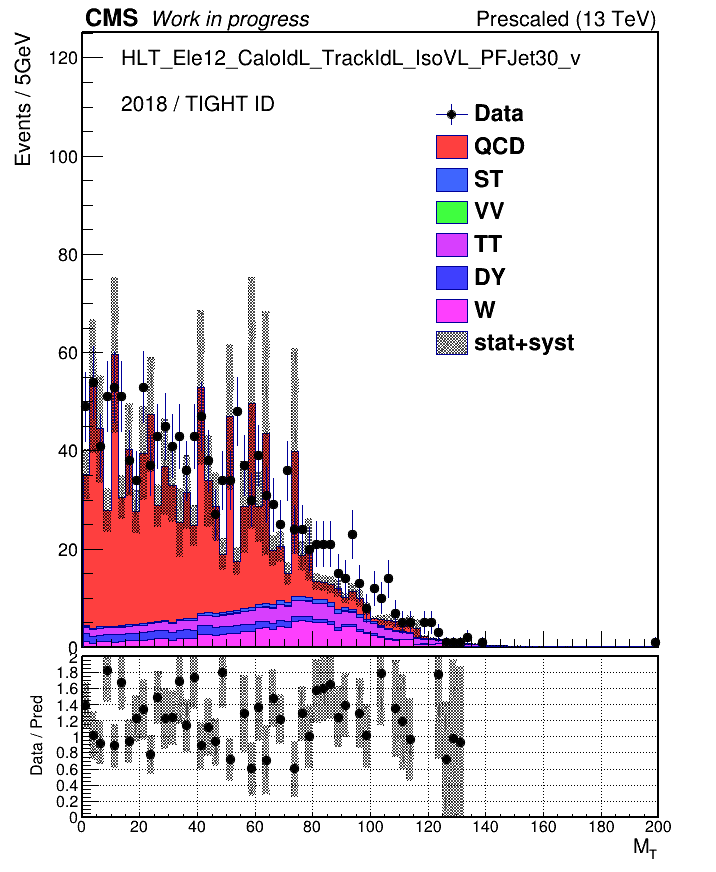 CMS Work in progress Prescaled (13 TeV)
Events / 5GeV
HLT_Ele12_CaloIdL_TrackIdL_IsoVL_PFJet30_v
2018 / TIGHT ID
Data
QCD
ST
VV
TT
DY
W
stat+syst
120
100
80
60
40
20
0
Data / Pred
2
1.8
1.6
1.4
1.2
1
0.8
0.6
0.4
0.2
0
0 20 40 60 80 100 120 140 160 180 200
M_T